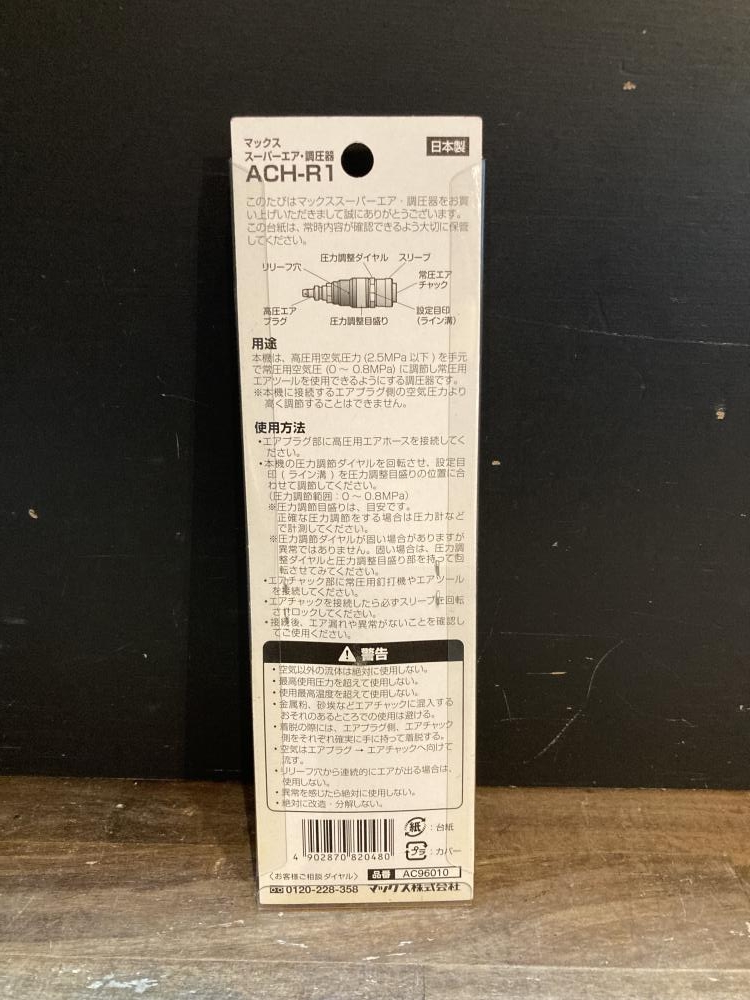 マックス
スーパーエア・調圧器
ACH-R1
日本製
このたびはマックススーパーエア・調圧器をお買
い上げいただきまして誠にありがとうございます。
この台紙は、常時内容が確認できるよう大切に保管
してください。
圧力調整ダイヤル
スリーブ
リリーフ穴
常圧エア
チャック
高圧エア
プラグ
圧力調整目盛り
設定目印
(ライン溝)
用途
本機は、高圧用空気圧力(2.5MPa以下)を手元
で常圧用空気圧(0～0.8MPa)に調節し常圧用
エアツールを使用できるようにする調圧器です。
※本機に接続するエアプラグ側の空気圧力より
高く調節することはできません。
使用方法
・エアプラグ部に高圧用エアホースを接続してく
ださい。
・本機の圧力調節ダイヤルを回転させ、設定目
印(ライン溝)を圧力調整目盛りの位置に合
わせて調節してください。
(圧力調節範囲：0～0.8MPa)
※圧力調節目盛りは、目安です。
正確な圧力調節をする場合は圧力計など
で計測してください。
※圧力調節ダイヤルが固い場合がありますが
異常ではありません。固い場合は、圧力調
整ダイヤルと圧力調整目盛り部を持って回
転させてみてください。
・エアチャック部に常圧用釘打機やエアツール
を接続してください。
・エアチャックを接続したら必ずスリーブを回転
させロックしてください。
・接続後、エア漏れや異常がないことを確認し
てご使用ください。
警告
・空気以外の流体は絶対に使用しない。
・最高使用圧力を超えて使用しない。
・使用最高温度を超えて使用しない。
・金属粉、砂埃などエアチャックに混入する
おそれのあるところでの使用は避ける。
・着脱の際には、エアプラグ側、エアチャック
側をそれぞれ確実に手に持って着脱する。
・空気はエアプラグ→エアチャックへ向けて
流す。
・リリーフ穴から連続的にエアが出る場合は、
使用しない。
・異常を感じたら絶対に使用しない。
・絶対に改造・分解しない。
4 902870 820480
紙：台紙
プラ：カバー
〈お客様ご相談ダイヤル〉
品番 AC96010
0120-228-358 マックス株式会社